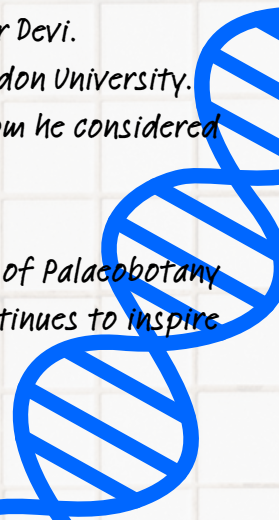 r Devi.
don University.
om he considered
of Palaeobotany
tinues to inspire